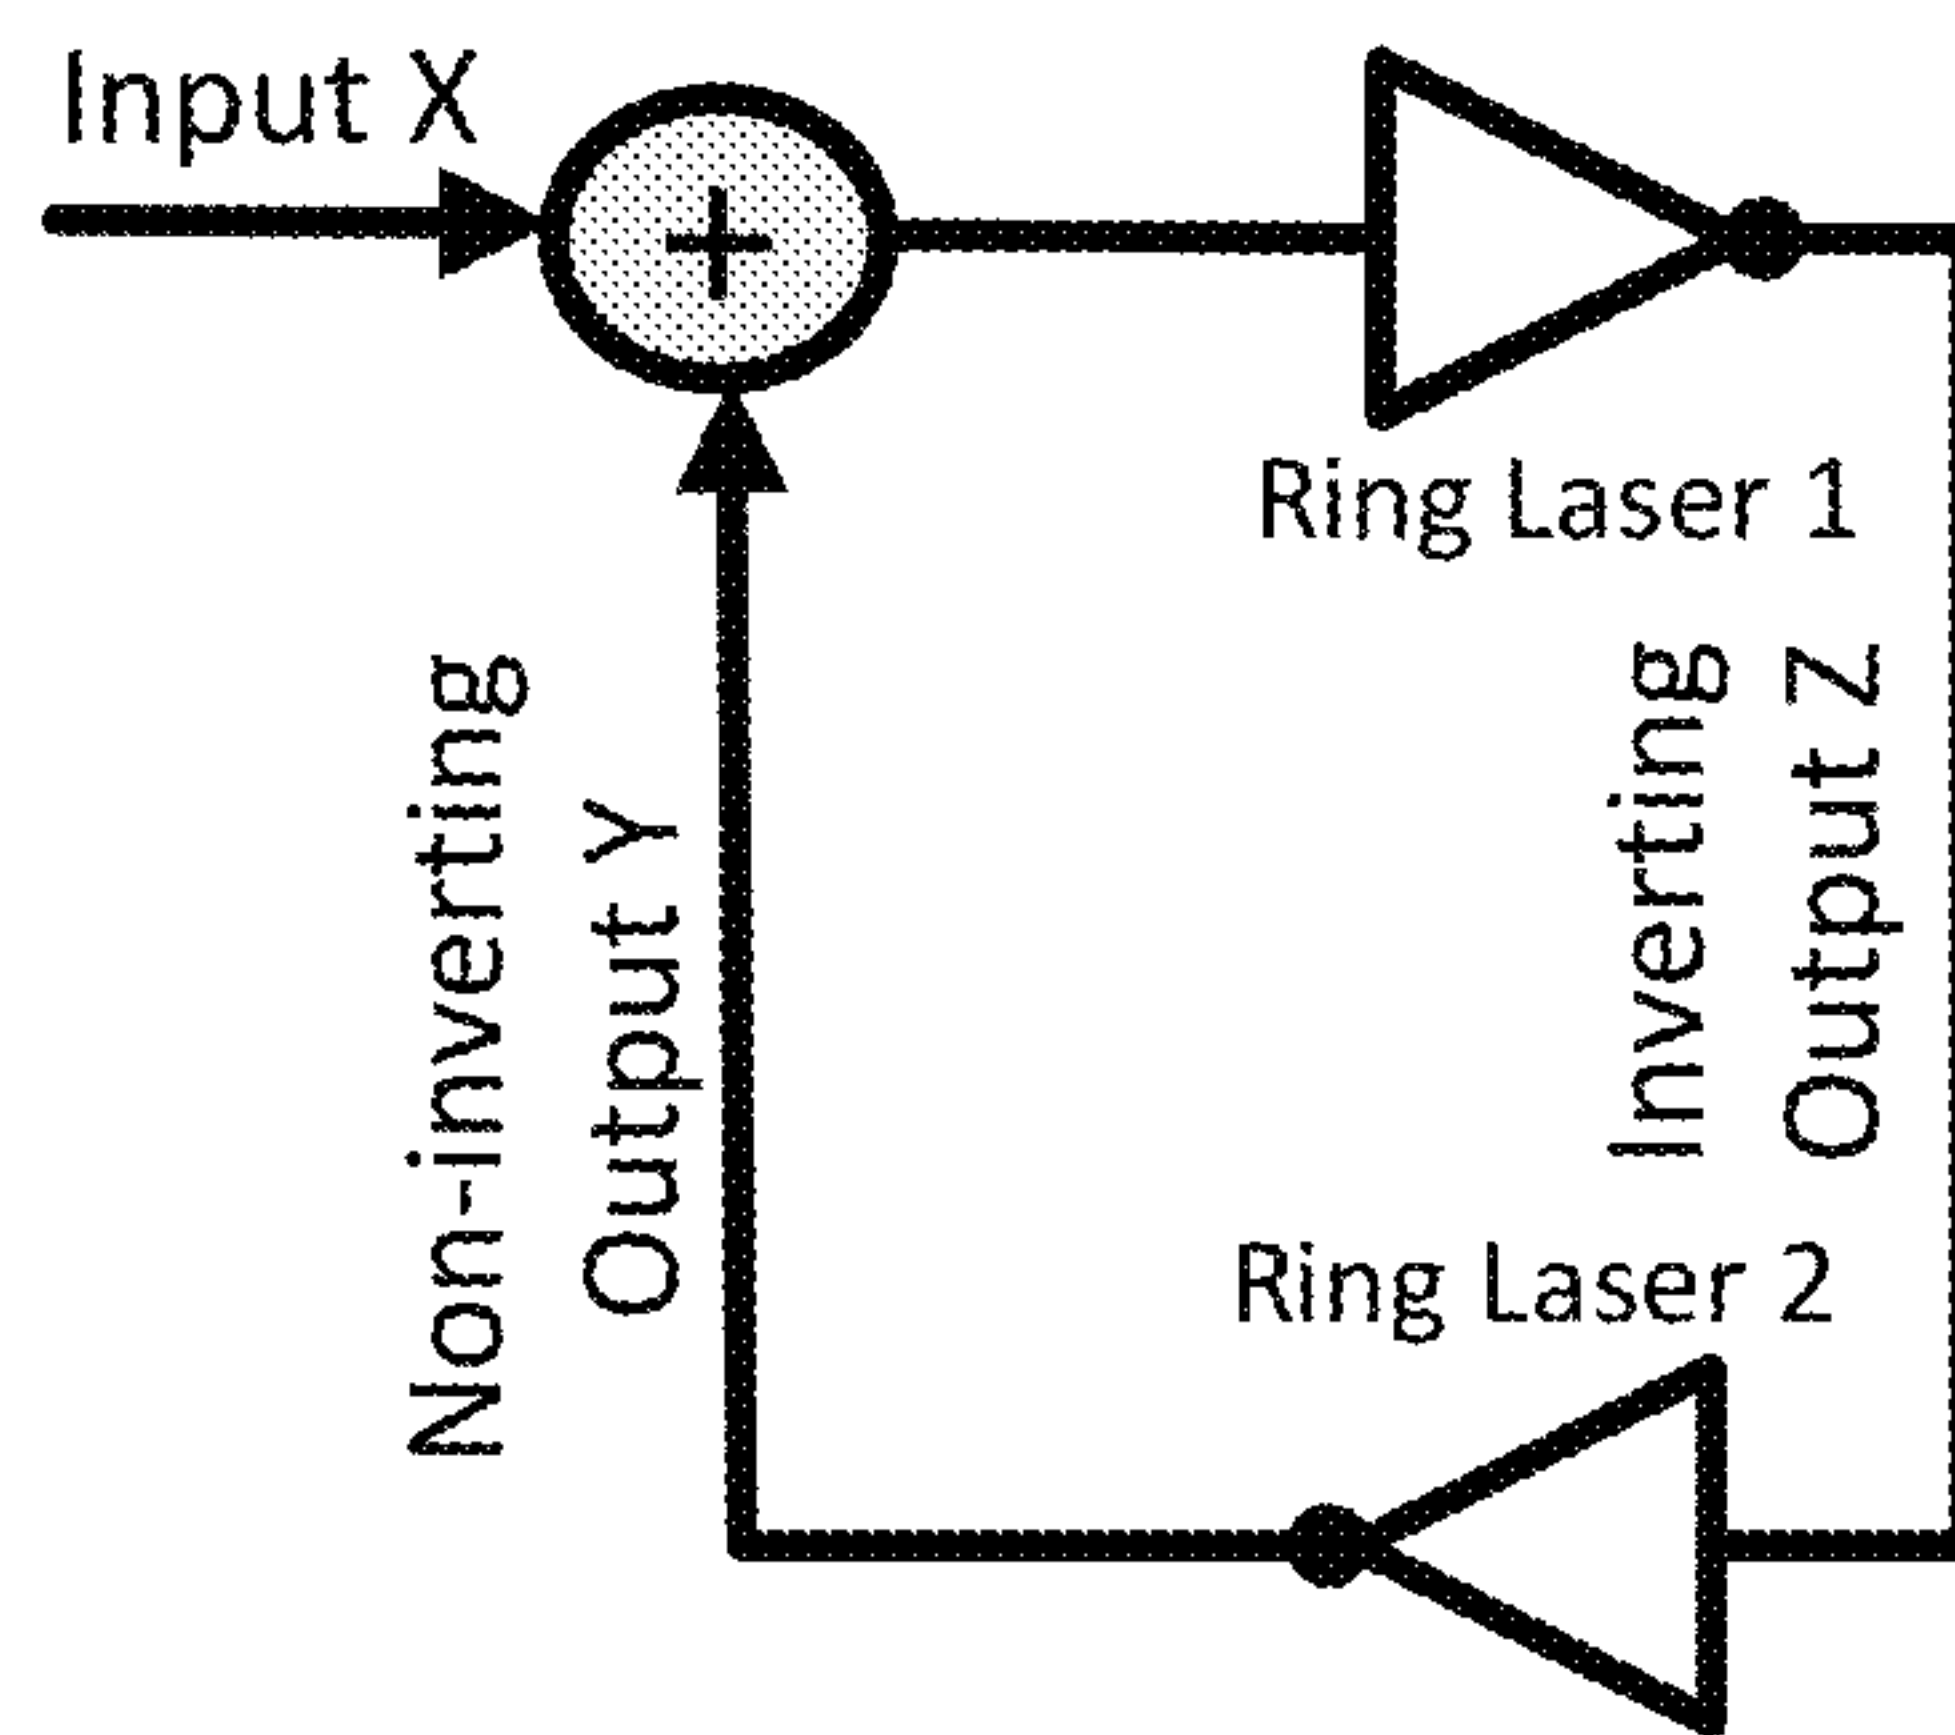 Input X
+
Ring Laser 1
Non-inverting
Output Y
Inverting
Output Z
Ring Laser 2